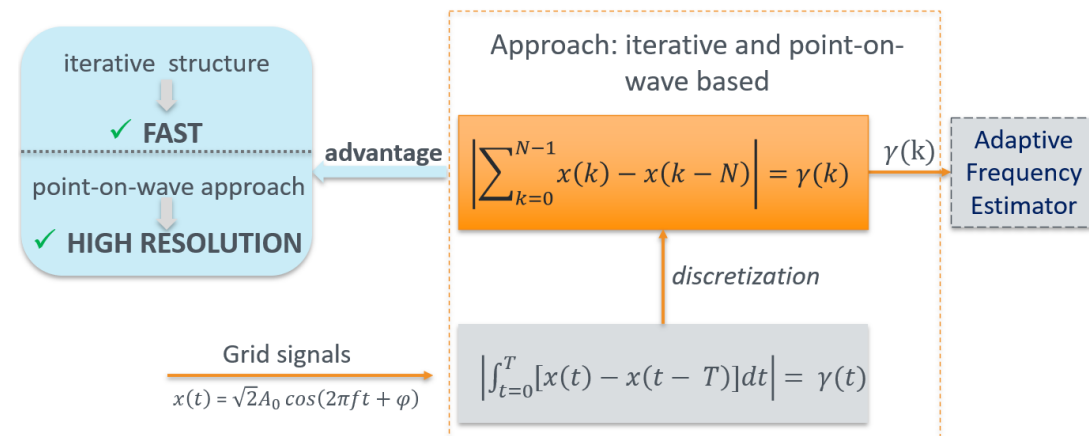 iterative structure
✓ FAST
point-on-wave approach
✓ HIGH RESOLUTION
advantage
Approach: iterative and point-on-
wave based
|∑_{k=0}^{N−1} x(k) − x(k − N)| = γ(k)
γ(k)
Adaptive
Frequency
Estimator
discretization
Grid signals
x(t) = √2A₀ cos(2πft + φ)
|∫_{t=0}^{T} [x(t) − x(t − T)]dt| = γ(t)